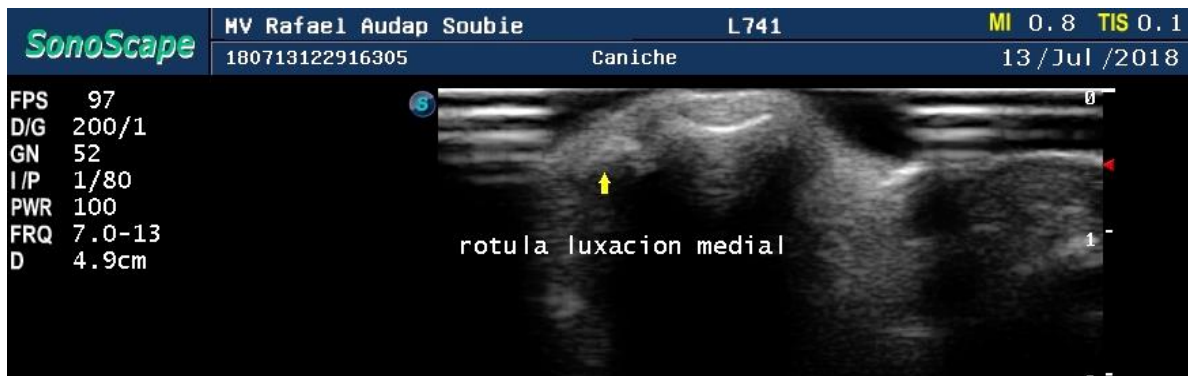 SonoScape
MV Rafael Audap Soubie L741 MI 0.8 TIS 0.1
180713122916305 Caniche 13/Jul/2018
FPS 97
D/G 200/1
GN 52
I/P 1/80
PWR 100
FRQ 7.0-13
D 4.9cm
S
0
rotula luxacion medial
1